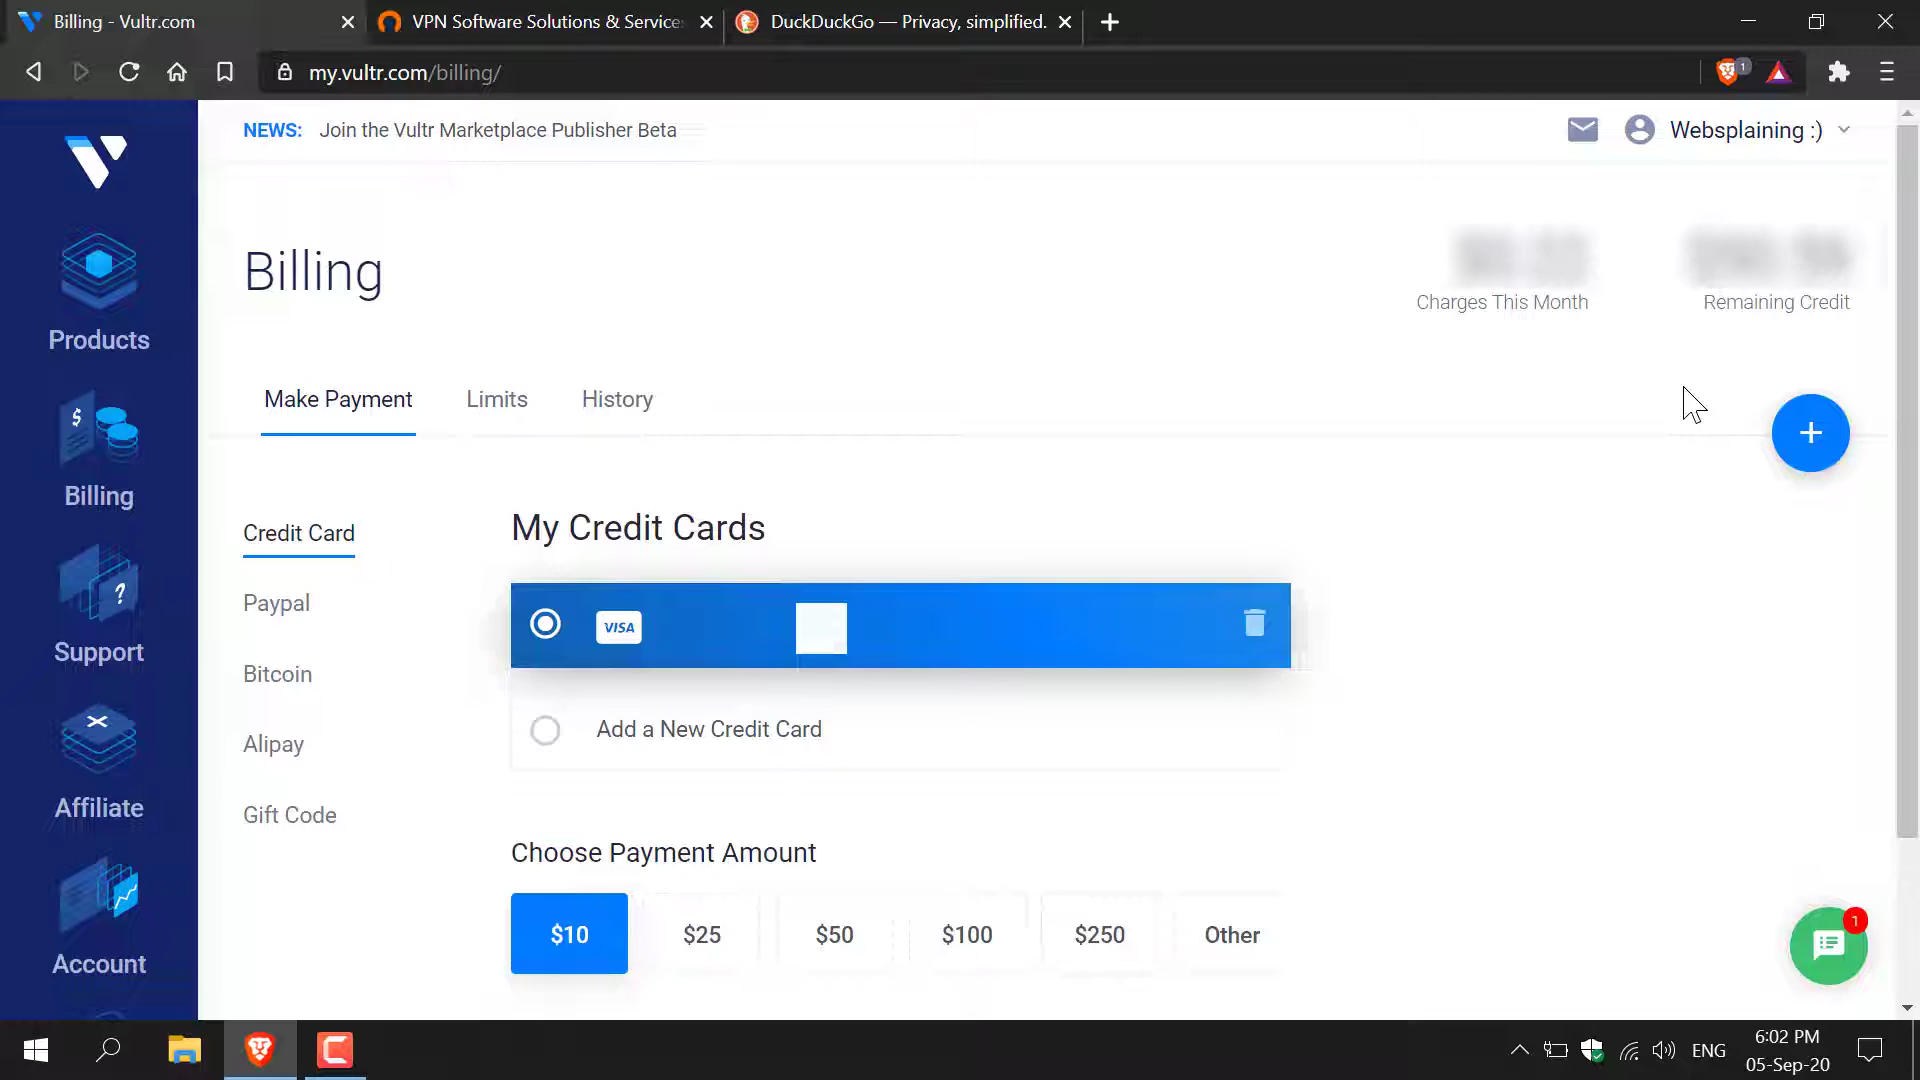 Billing - Vultr.com
VPN Software Solutions & Service
DuckDuckGo — Privacy, simplified.
my.vultr.com/billing/
1
NEWS: Join the Vultr Marketplace Publisher Beta
Websplaining :)
Products
Billing
Support
Affiliate
Account
Billing
Charges This Month
Remaining Credit
Make Payment
Limits
History
Credit Card
Paypal
Bitcoin
Alipay
Gift Code
My Credit Cards
VISA
Add a New Credit Card
Choose Payment Amount
$10
$25
$50
$100
$250
Other
1
ENG
6:02 PM
05-Sep-20